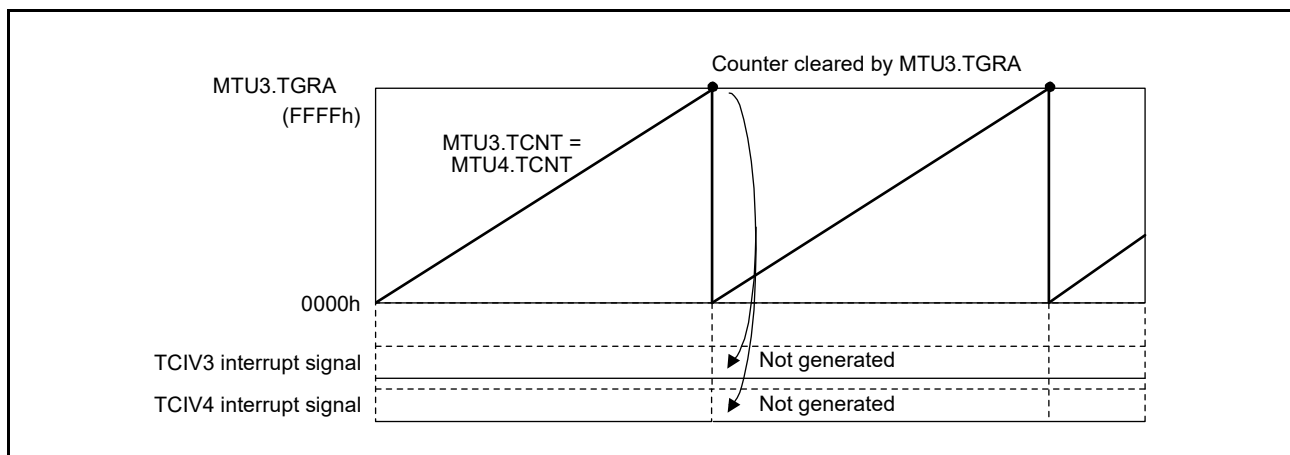 Counter cleared by MTU3.TGRA
MTU3.TGRA
(FFFFh)
MTU3.TCNT =
MTU4.TCNT
0000h
TCIV3 interrupt signal
Not generated
TCIV4 interrupt signal
Not generated